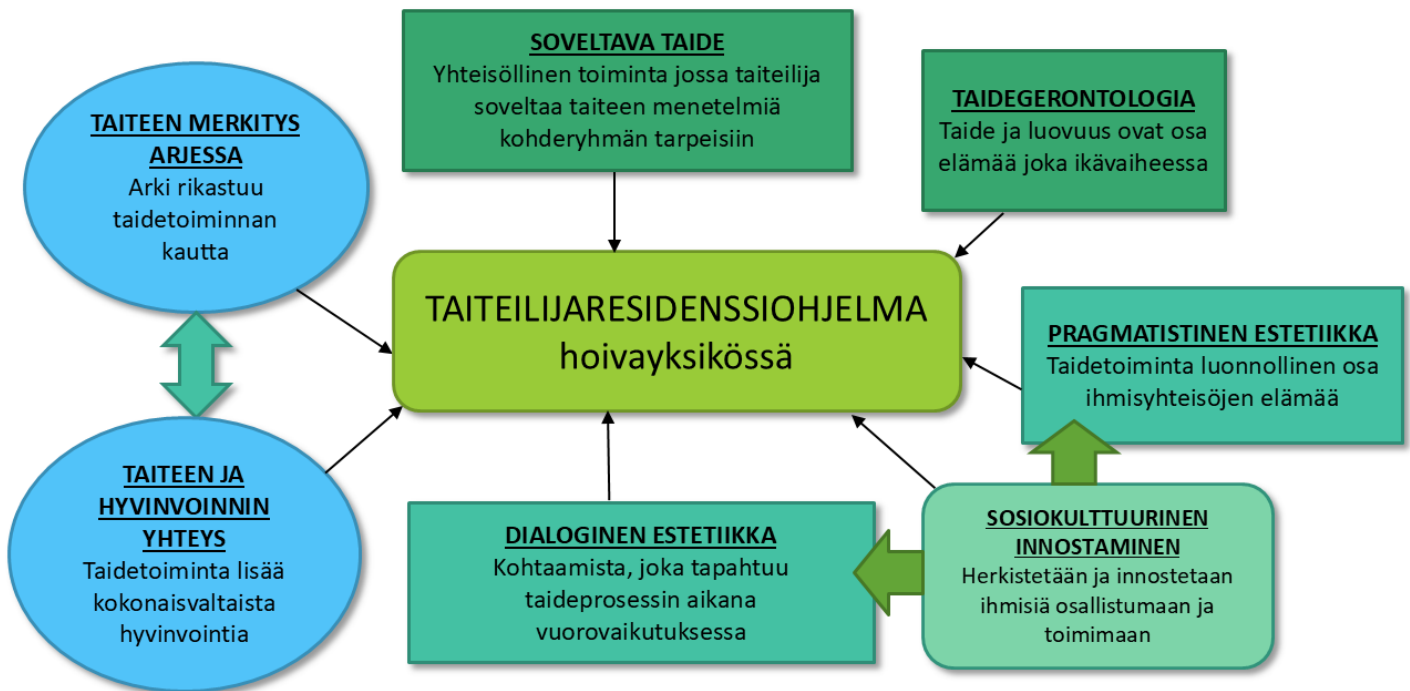 SOVELTAVA TAIDE
Yhteisöllinen toiminta jossa taiteilija
soveltaa taiteen menetelmiä
kohderyhmän tarpeisiin
TAIDEGERONTOLOGIA
Taide ja luovuus ovat osa
elämää joka ikävaiheessa
TAITEEN MERKITYS
ARJESSA
Arki rikastuu
taidetoiminnan
kautta
TAITEILIJARESIDENSSIOHJELMA
hoivayksikössä
PRAGMATISTINEN ESTETIIKKA
Taidetoiminta luonnollinen osa
ihmisyhteisöjen elämää
TAITEEN JA
HYVINVOINNIN
YHTEYS
Taidetoiminta lisää
kokonaisvaltaista
hyvinvointia
DIALOGINEN ESTETIIKKA
Kohtaamista, joka tapahtuu
taideprosessin aikana
vuorovaikutuksessa
SOSIOKULTTUURINEN
INNOSTAMINEN
Herkistetään ja innostetaan
ihmisiä osallistumaan ja
toimimaan